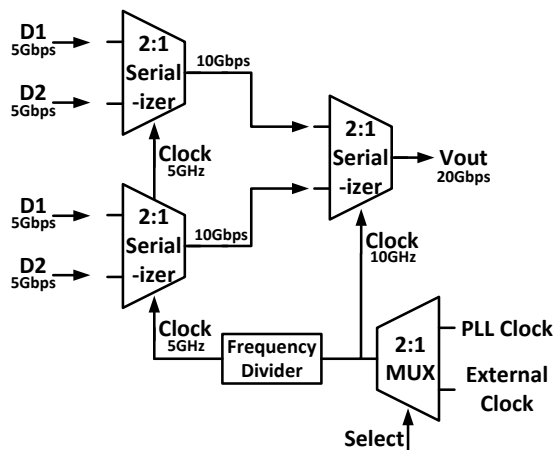 D1
5Gbps
D2
5Gbps
2:1
Serial
-izer
10Gbps
Clock
5GHz
D1
5Gbps
D2
5Gbps
2:1
Serial
-izer
10Gbps
2:1
Serial
-izer
Vout
20Gbps
Clock
10GHz
Clock
5GHz
Frequency
Divider
2:1
MUX
PLL Clock
External
Clock
Select